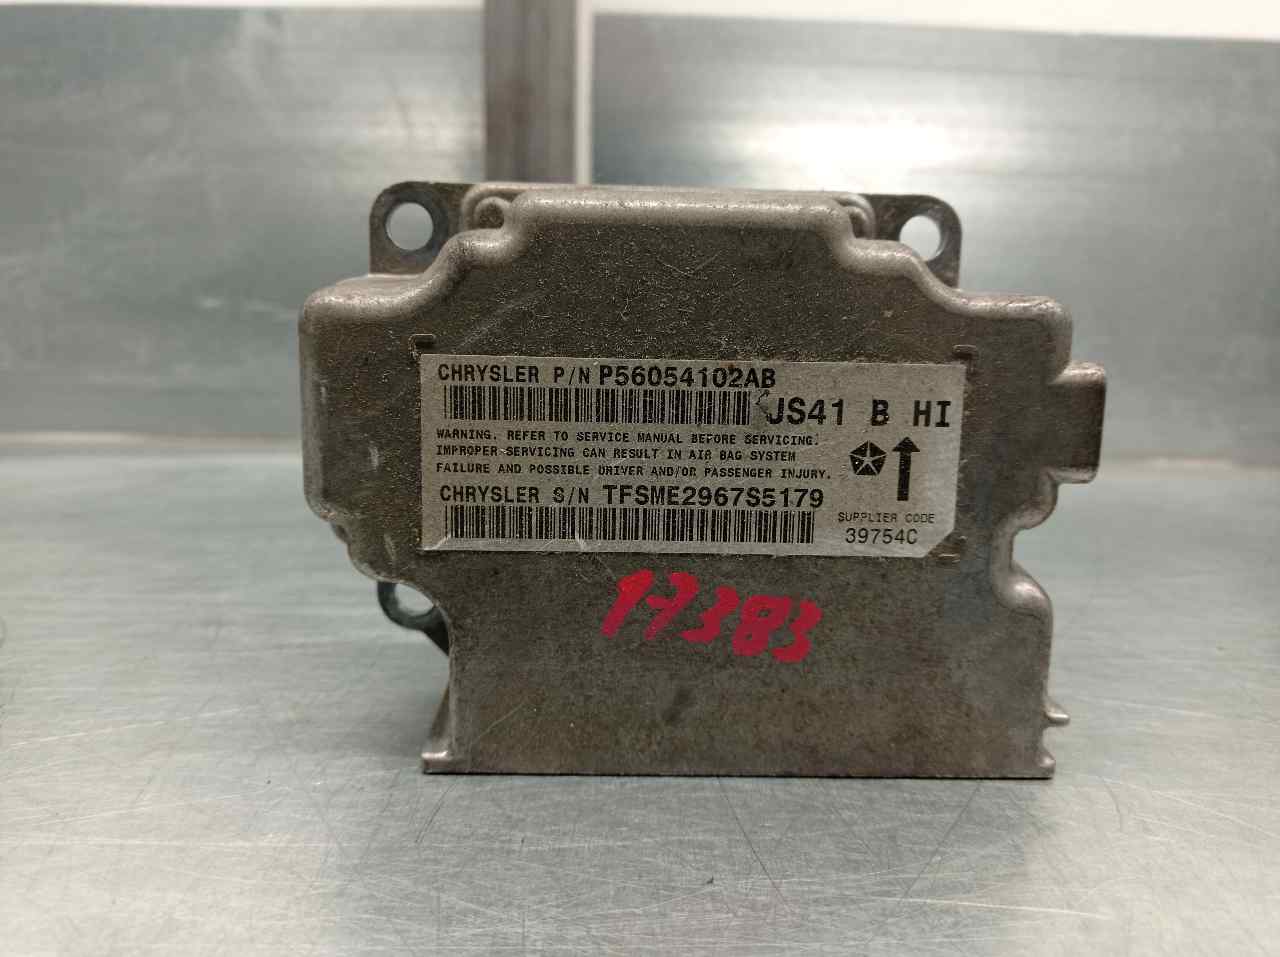 CHRYSLER P/N P56054102AB
JS41 B HI
WARNING. REFER TO SERVICE MANUAL BEFORE SERVICING.
IMPROPER SERVICING CAN RESULT IN AIR BAG SYSTEM
FAILURE AND POSSIBLE DRIVER AND/OR PASSENGER INJURY.
CHRYSLER S/N TFSME2967S5179
SUPPLIER CODE
39754C
17383